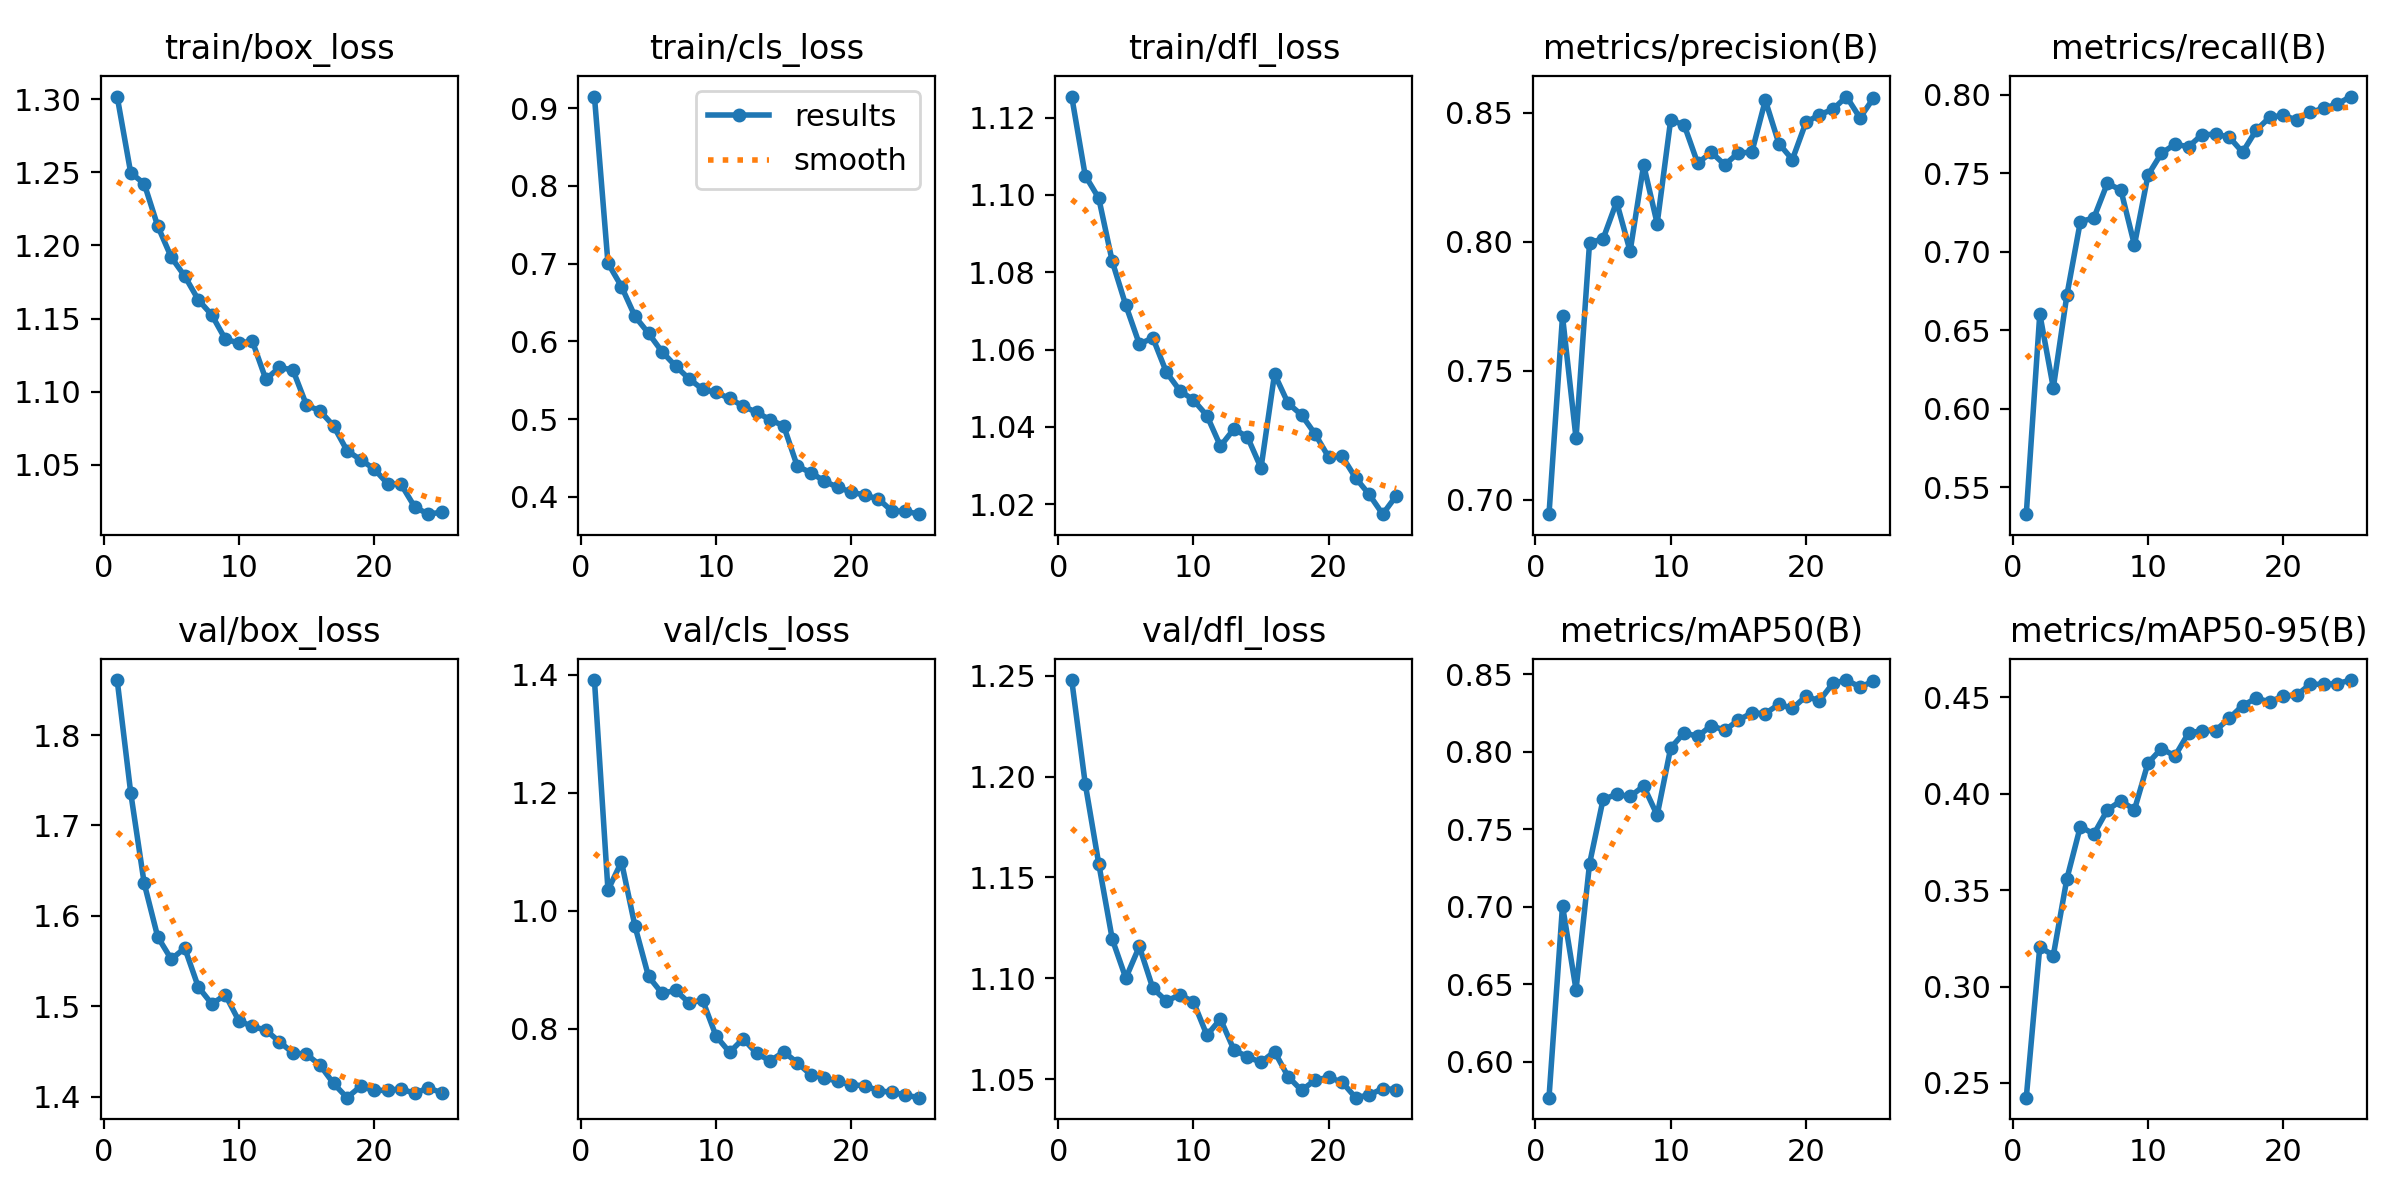 train/box_loss
train/cls_loss
train/dfl_loss
metrics/precision(B)
metrics/recall(B)
1.30
1.25
1.20
1.15
1.10
1.05
0 10 20
0.9
0.8
0.7
0.6
0.5
0.4
results
smooth
0 10 20
1.12
1.10
1.08
1.06
1.04
1.02
0 10 20
0.85
0.80
0.75
0.70
0 10 20
0.80
0.75
0.70
0.65
0.60
0.55
0 10 20
val/box_loss
val/cls_loss
val/dfl_loss
metrics/mAP50(B)
metrics/mAP50-95(B)
1.8
1.7
1.6
1.5
1.4
0 10 20
1.4
1.2
1.0
0.8
0 10 20
1.25
1.20
1.15
1.10
1.05
0 10 20
0.85
0.80
0.75
0.70
0.65
0.60
0 10 20
0.45
0.40
0.35
0.30
0.25
0 10 20